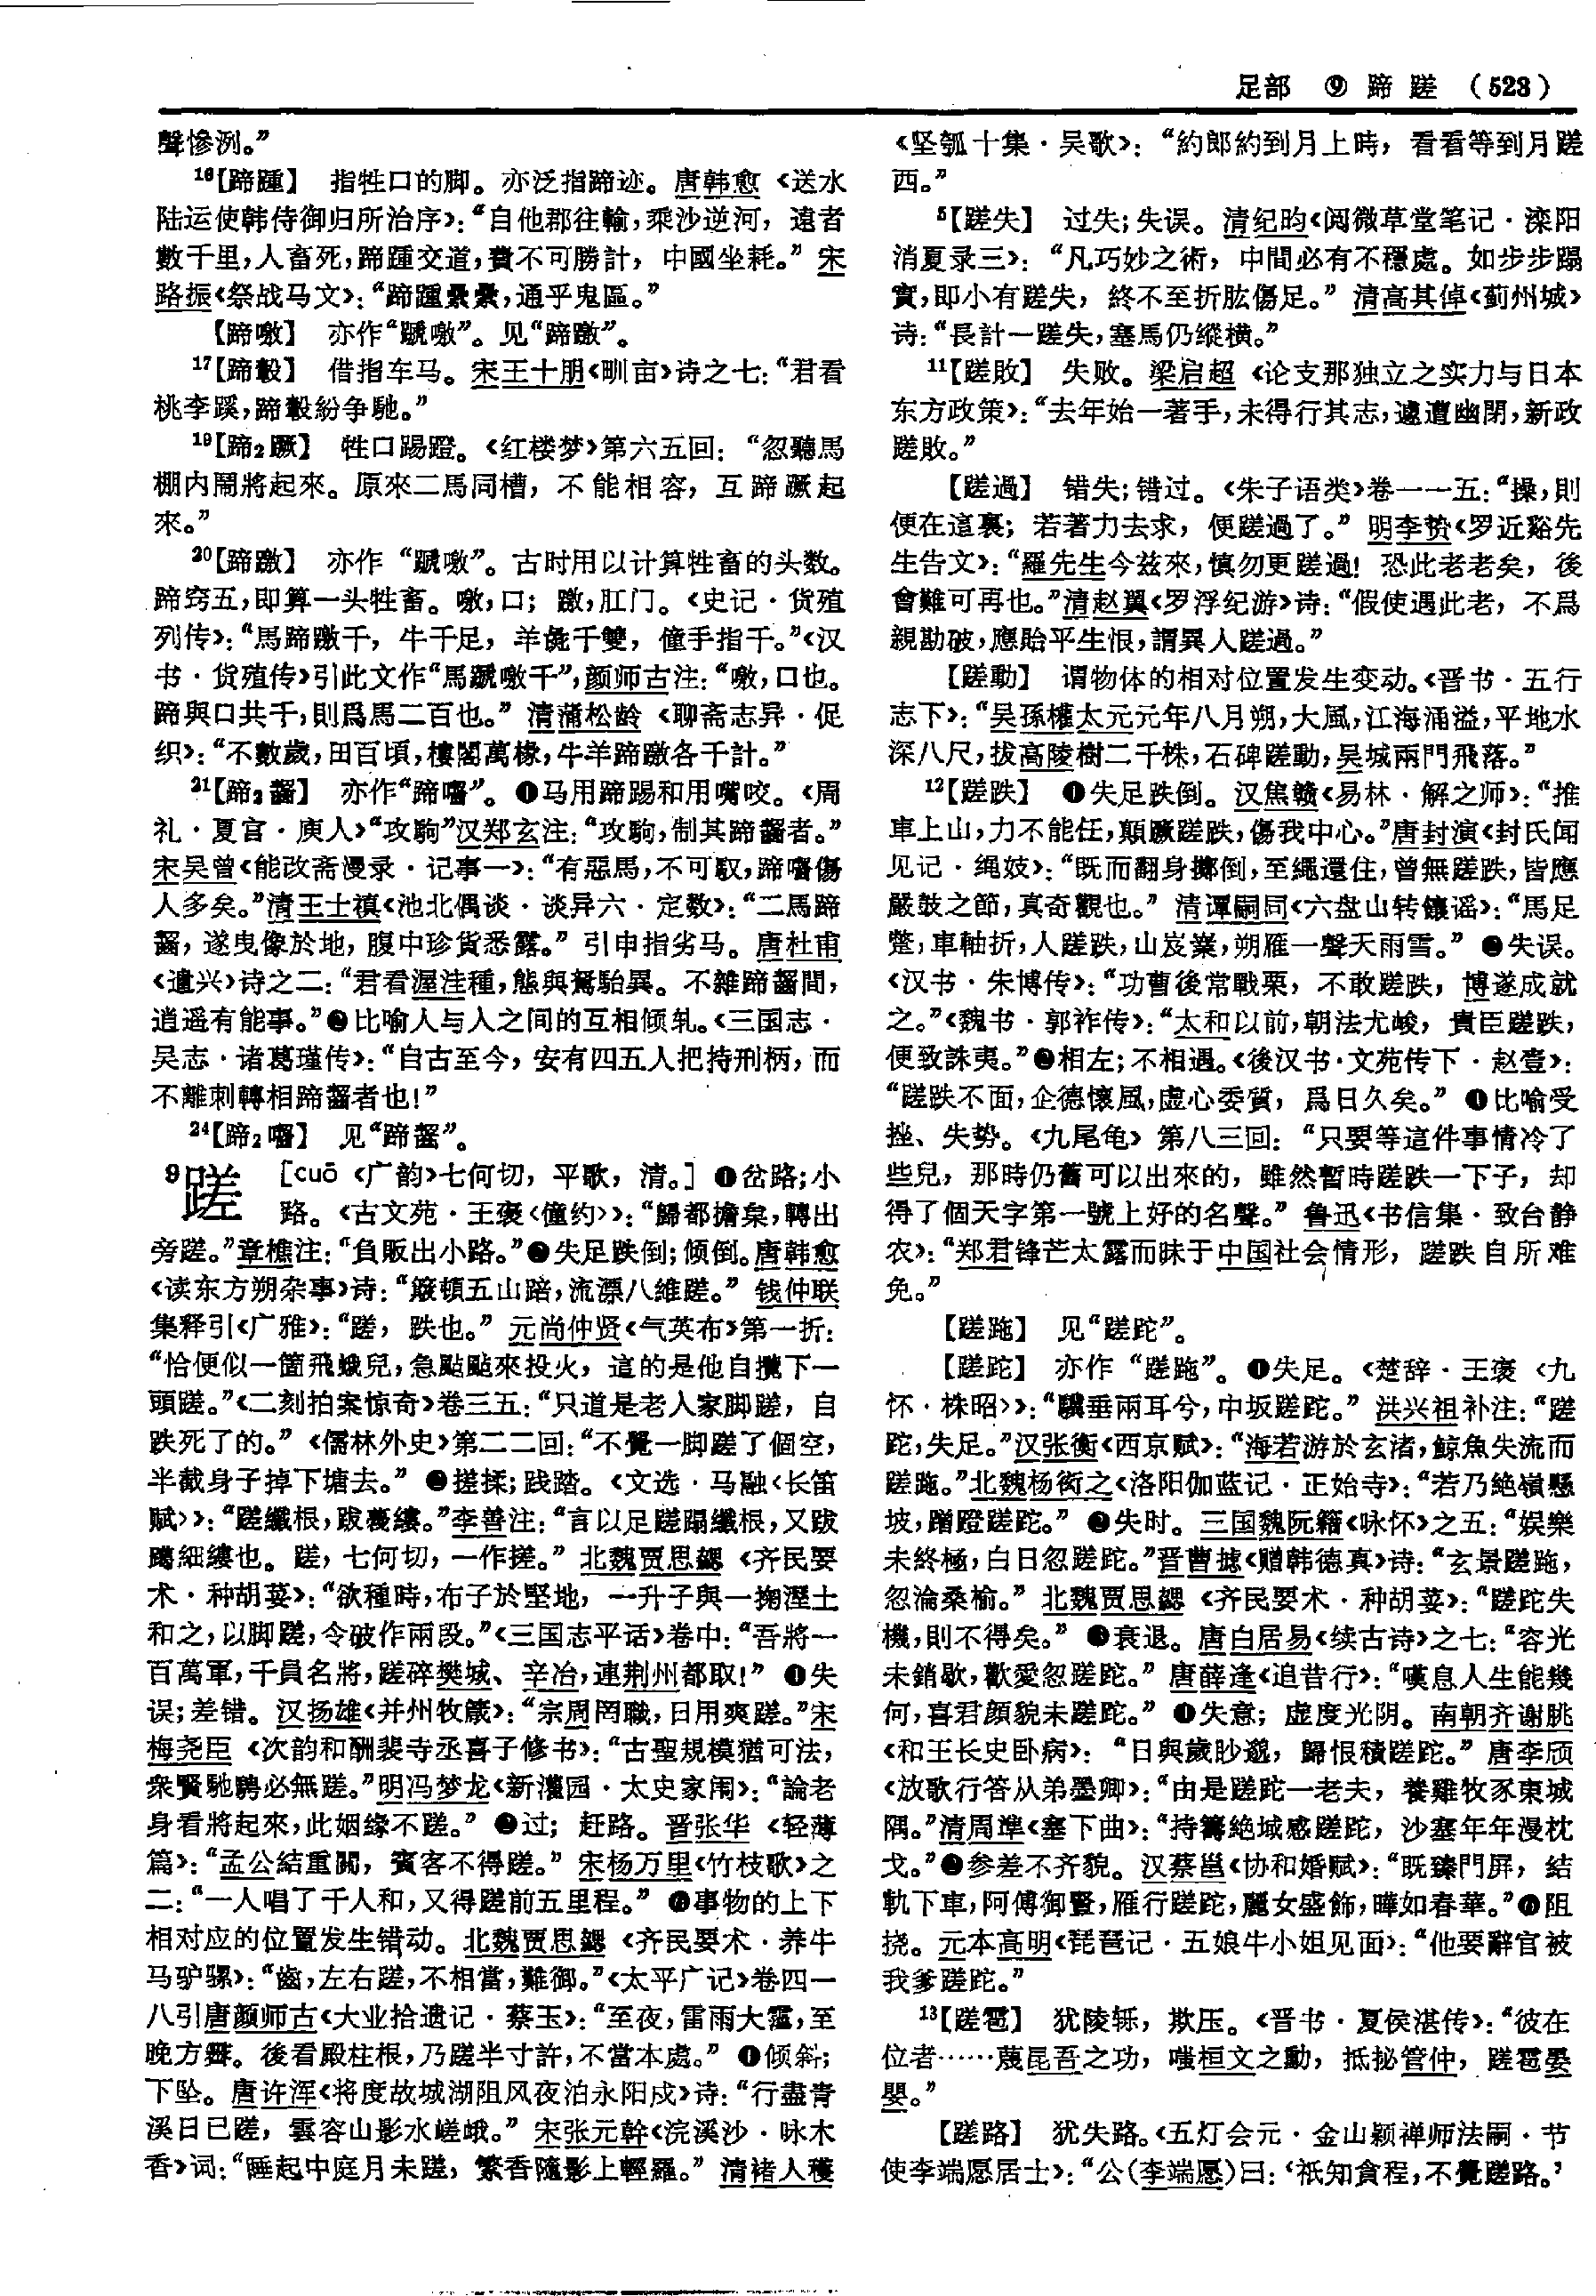 足部 ⑨ 蹄 蹉 （523）
聲慘洌。”
16【蹄踵】 指牲口的脚。亦泛指蹄迹。唐韩愈《送水
陆运使韩侍御归所治序》：“自他郡往輸，乘沙逆河，遠者
數千里，人畜死，蹄踵交道，費不可勝計，中國坐耗。”宋
路振《祭战马文》：“蹄踵纍纍，通乎鬼區。”
【蹄噭】 亦作“蹏噭”。见“蹄躈”。
17【蹄轂】 借指车马。宋王十朋《甽亩》诗之七：“君看
桃李蹊，蹄轂紛争馳。”
19【蹄2蹶】 牲口踢蹬。《红楼梦》第六五回：“忽聽馬
棚内鬧將起來。原來二馬同槽，不能相容，互蹄蹶起
來。”
20【蹄躈】 亦作“蹏噭”。古时用以计算牲畜的头数。
蹄窍五，即算一头牲畜。噭，口；躈，肛门。《史记·货殖
列传》：“馬蹄躈千，牛千足，羊彘千雙，僮手指千。”《汉
书·货殖传》引此文作“馬蹏噭千”，颜师古注：“噭，口也。
蹄與口共千，則爲馬二百也。”清蒲松龄《聊斋志异·促
织》：“不數歲，田百頃，樓閣萬椽，牛羊蹄躈各千計。”
21【蹄2齧】 亦作“蹄嚙”。❶马用蹄踢和用嘴咬。《周
礼·夏官·庾人》“攻駒”汉郑玄注：“攻駒，制其蹄齧者。”
宋吴曾《能改斋漫录·记事一》：“有惡馬，不可馭，蹄嚙傷
人多矣。”清王士禛《池北偶谈·谈异六·定数》：“二馬蹄
齧，遂曳像於地，腹中珍貨悉露。”引申指劣马。唐杜甫
《遣兴》诗之二：“君看渥洼種，態與駑駘異。不雜蹄齧間，
逍遥有能事。”❷比喻人与人之间的互相倾轧。《三国志·
吴志·诸葛瑾传》：“自古至今，安有四五人把持刑柄，而
不離刺轉相蹄齧者也！”
24【蹄2嚙】 见“蹄齧”。
9蹉 ［cuō《广韵》七何切，平歌，清。］❶岔路；小
路。《古文苑·王褒〈僮约〉》：“歸都擔枲，轉出
旁蹉。”章樵注：“負販出小路。”❷失足跌倒；倾倒。唐韩愈
《读东方朔杂事》诗：“簸頓五山踣，流漂八維蹉。”钱仲联
集释引《广雅》：“蹉，跌也。”元尚仲贤《气英布》第一折：
“恰便似一箇飛蛾兒，急颭颭來投火，這的是他自攬下一
頭蹉。”《二刻拍案惊奇》卷三五：“只道是老人家脚蹉，自
跌死了的。”《儒林外史》第二二回：“不覺一脚蹉了個空，
半截身子掉下塘去。”❸搓揉；践踏。《文选·马融〈长笛
赋〉》：“蹉纖根，跋篾縷。”李善注：“言以足蹉蹋纖根，又跋
躓細縷也。蹉，七何切，一作搓。”北魏贾思勰《齐民要
术·种胡荽》：“欲種時，布子於堅地，一升子與一掬溼土
和之，以脚蹉，令破作兩段。”《三国志平话》卷中：“吾將一
百萬軍，千員名將，蹉碎樊城、辛冶，連荆州都取！”❹失
误；差错。汉扬雄《并州牧箴》：“宗周罔職，日用爽蹉。”宋
梅尧臣《次韵和酬裴寺丞喜子修书》：“古聖規模猶可法，
衆賢馳騁必無蹉。”明冯梦龙《新灌园·太史家闹》：“論老
身看將起來，此姻緣不蹉。”❺过；赶路。晋张华《轻薄
篇》：“孟公結重關，賓客不得蹉。”宋杨万里《竹枝歌》之
二：“一人唱了千人和，又得蹉前五里程。”❻事物的上下
相对应的位置发生错动。北魏贾思勰《齐民要术·养牛
马驴骡》：“齒，左右蹉，不相當，難御。”《太平广记》卷四一
八引唐颜师古《大业拾遗记·蔡玉》：“至夜，雷雨大霔，至
晚方霽。後看殿柱根，乃蹉半寸許，不當本處。”❼倾斜；
下坠。唐许浑《将度故城湖阻风夜泊永阳戍》诗：“行盡青
溪日已蹉，雲容山影水嵯峨。”宋张元幹《浣溪沙·咏木
香》词：“睡起中庭月未蹉，繁香隨影上輕羅。”清褚人穫
《坚瓠十集·吴歌》：“約郎約到月上時，看看等到月蹉
西。”
5【蹉失】 过失；失误。清纪昀《阅微草堂笔记·滦阳
消夏录三》：“凡巧妙之術，中間必有不穩處。如步步蹋
實，即小有蹉失，終不至折肱傷足。”清高其倬《蓟州城》
诗：“長計一蹉失，塞馬仍縱横。”
11【蹉敗】 失败。梁启超《论支那独立之实力与日本
东方政策》：“去年始一著手，未得行其志，遽遭幽閉，新政
蹉敗。”
【蹉過】 错失；错过。《朱子语类》卷一一五：“操，則
便在這裏；若著力去求，便蹉過了。”明李贽《罗近谿先
生告文》：“羅先生今兹來，慎勿更蹉過！恐此老老矣，後
會難可再也。”清赵翼《罗浮纪游》诗：“假使遇此老，不爲
親勘破，應貽平生恨，謂異人蹉過。”
【蹉動】 谓物体的相对位置发生变动。《晋书·五行
志下》：“吴孫權太元元年八月朔，大風，江海涌溢，平地水
深八尺，拔高陵樹二千株，石碑蹉動，吴城兩門飛落。”
12【蹉跌】 ❶失足跌倒。汉焦赣《易林·解之师》：“推
車上山，力不能任，顛蹶蹉跌，傷我中心。”唐封演《封氏闻
见记·绳妓》：“既而翻身擲倒，至繩還住，曾無蹉跌，皆應
嚴鼓之節，真奇觀也。”清谭嗣同《六盘山转饟谣》：“馬足
蹩，車軸折，人蹉跌，山岌嶪，朔雁一聲天雨雪。”❷失误。
《汉书·朱博传》：“功曹後常戰栗，不敢蹉跌，博遂成就
之。”《魏书·郭祚传》：“太和以前，朝法尤峻，貴臣蹉跌，
便致誅夷。”❸相左；不相遇。《後汉书·文苑传下·赵壹》：
“蹉跌不面，企德懷風，虚心委質，爲日久矣。”❹比喻受
挫、失势。《九尾龟》第八三回：“只要等這件事情冷了
些兒，那時仍舊可以出來的，雖然暫時蹉跌一下子，却
得了個天字第一號上好的名聲。”鲁迅《书信集·致台静
农》：“郑君锋芒太露而昧于中国社会情形，蹉跌自所难
免。”
【蹉跎】 见“蹉跎”。
【蹉跎】 亦作“蹉跎”。❶失足。《楚辞·王褒〈九
怀·株昭〉》：“驥垂兩耳兮，中坂蹉跎。”洪兴祖补注：“蹉
跎，失足。”汉张衡《西京赋》：“海若游於玄渚，鯨魚失流而
蹉跎。”北魏杨衒之《洛阳伽蓝记·正始寺》：“若乃絶嶺懸
坡，蹭蹬蹉跎。”❷失时。三国魏阮籍《咏怀》之五：“娱樂
未終極，白日忽蹉跎。”晋曹摅《赠韩德真》诗：“玄景蹉跎，
忽淪桑榆。”北魏贾思勰《齐民要术·种胡荽》：“蹉跎失
機，則不得矣。”❸衰退。唐白居易《续古诗》之七：“容光
未銷歇，歡愛忽蹉跎。”唐薛逢《追昔行》：“嘆息人生能幾
何，喜君顔貌未蹉跎。”❹失意；虚度光阴。南朝齐谢朓
《和王长史卧病》：“日與歲眇邈，歸恨積蹉跎。”唐李颀
《放歌行答从弟墨卿》：“由是蹉跎一老夫，養雞牧豕東城
隅。”清周準《塞下曲》：“持籌絶域感蹉跎，沙塞年年漫枕
戈。”❺参差不齐貌。汉蔡邕《协和婚赋》：“既臻門屏，結
軌下車，阿傅御豎，雁行蹉跎，麗女盛飾，曄如春華。”❻阻
挠。元本高明《琵琶记·五娘牛小姐见面》：“他要辭官被
我爹蹉跎。”
13【蹉雹】 犹陵轹，欺压。《晋书·夏侯湛传》：“彼在
位者……蔑昆吾之功，嗤桓文之勳，抵拯管仲，蹉雹晏
嬰。”
【蹉路】 犹失路。《五灯会元·金山颖禅师法嗣·节
使李端愿居士》：“公（李端愿）曰：‘祇知貪程，不覺蹉路。’